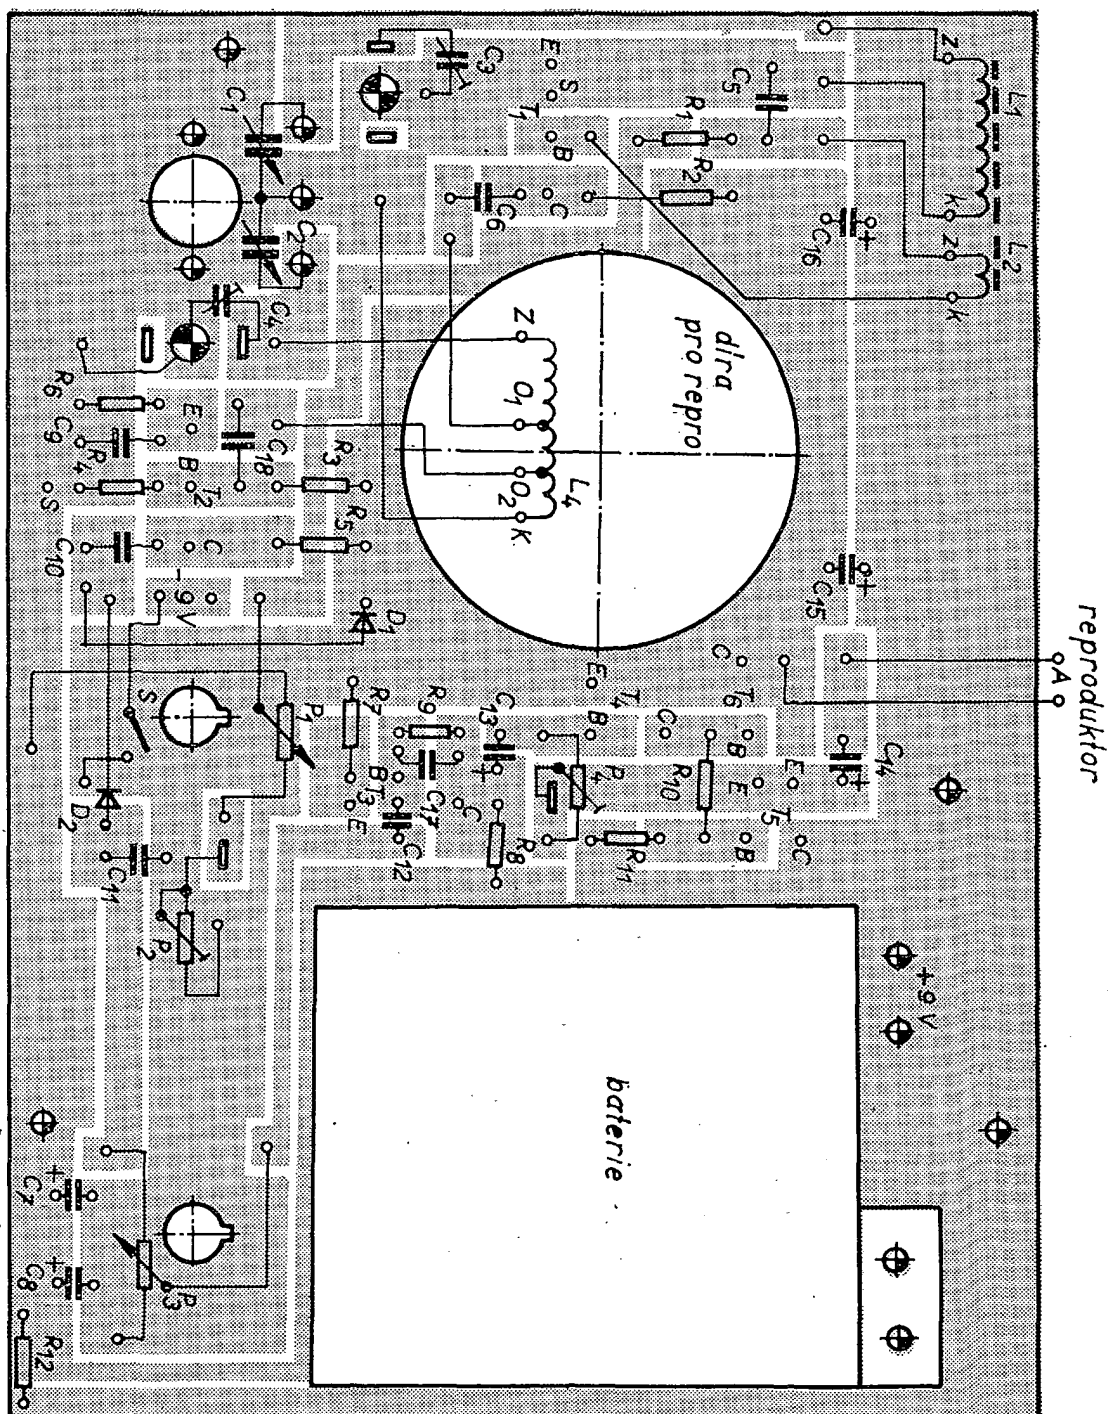 E
S
T1
B
C
C3
C1
C2
C4
C5
R1
R2
C6
C16
+
z
L1
k
z
L2
k
díra
pro repro
Z
O1
O2
K
L4
R6
C9
R4
S
E
B
T2
C
C18
R3
R5
C10
-9V
D1
C15
+
reproduktor
A
S
P1
R7
R9
C13
+
E
T4
B
C
C
T6
B
E
E
T5
B
C
P4
R10
R11
C14
+
B
T3
E
C17
C
C12
R8
D2
C11
P2
+9V
baterie
+
C7
+
C8
P3
R12